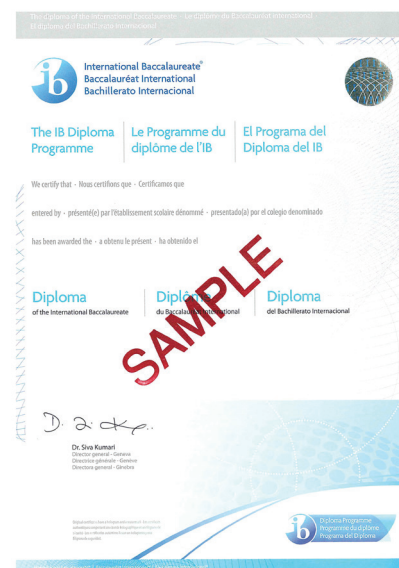 The diploma of the International Baccalaureate - Le diplôme du Baccalauréat International
El diploma del Bachillerato Internacional
ib
International Baccalaureate®
Baccalauréat International
Bachillerato Internacional
The IB Diploma Programme
Le Programme du diplôme de l'IB
El Programa del Diploma del IB
We certify that - Nous certifions que - Certificamos que
entered by - présenté(e) par l'établissement scolaire dénommé - presentado(a) por el colegio denominado
has been awarded the - a obtenu le présent - ha obtenido el
Diploma
of the International Baccalaureate
Diplôme
du Baccalauréat International
Diploma
del Bachillerato Internacional
SAMPLE
Dr. Siva Kumari
Director general - Geneva
Directrice générale - Genève
Directora general - Ginebra
ib
Diploma Programme
Programme du diplôme
Programa del Diploma